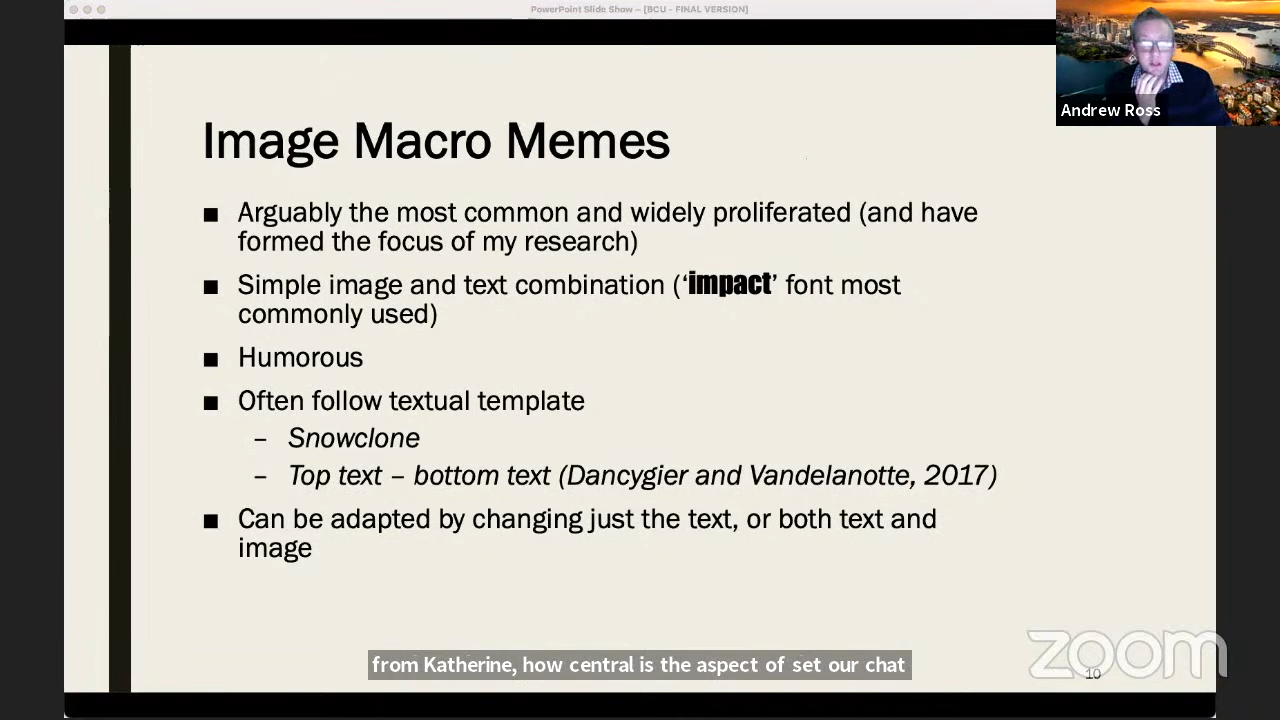 PowerPoint Slide Show – [BCU - FINAL VERSION]
Andrew Ross
Image Macro Memes
■ Arguably the most common and widely proliferated (and have
formed the focus of my research)
■ Simple image and text combination (‘impact’ font most
commonly used)
■ Humorous
■ Often follow textual template
– Snowclone
– Top text – bottom text (Dancygier and Vandelanotte, 2017)
■ Can be adapted by changing just the text, or both text and
image
from Katherine, how central is the aspect of set our chat
zoom
10